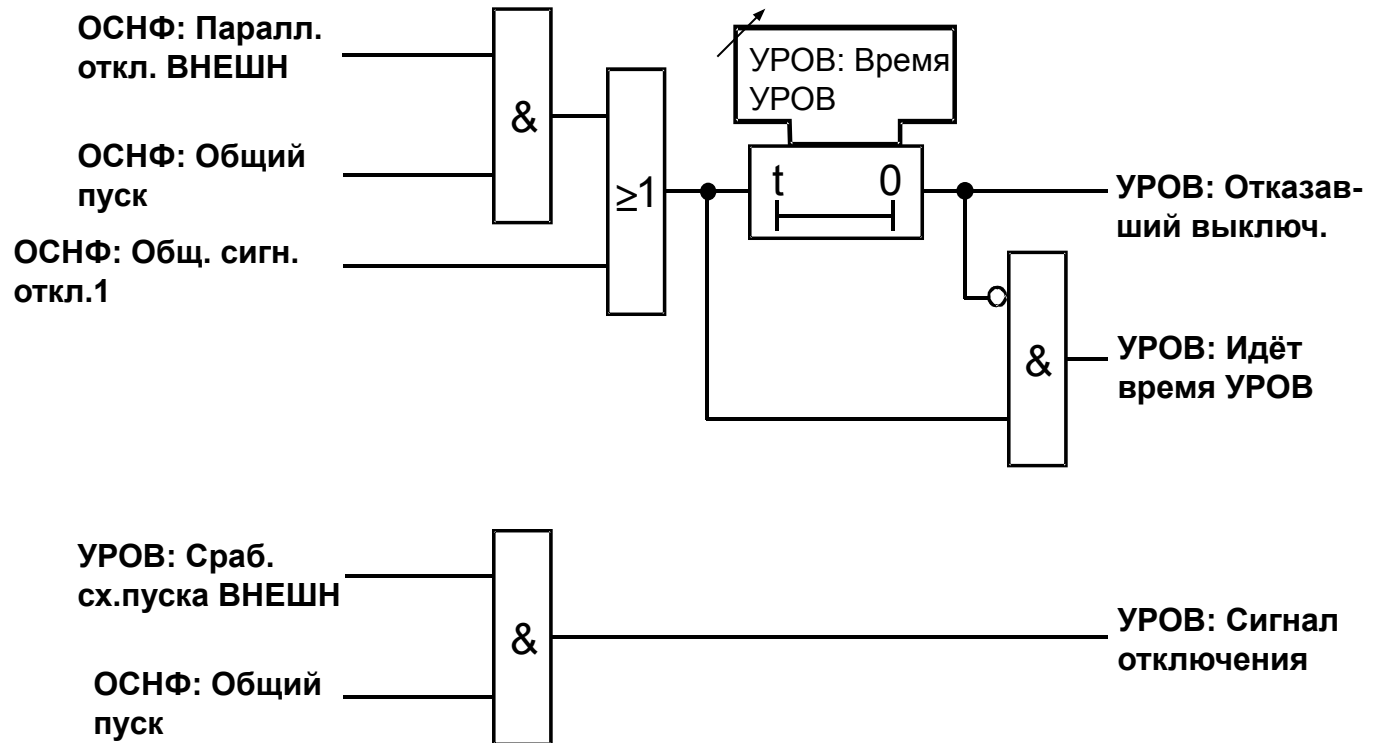 ОСНФ: Паралл.
откл. ВНЕШН
УРОВ: Время
УРОВ
&
ОСНФ: Общий
пуск
≥1
t 0
УРОВ: Отказав-
ший выключ.
ОСНФ: Общ. сигн.
откл.1
&
УРОВ: Идёт
время УРОВ
УРОВ: Сраб.
сх.пуска ВНЕШН
&
УРОВ: Сигнал
отключения
ОСНФ: Общий
пуск